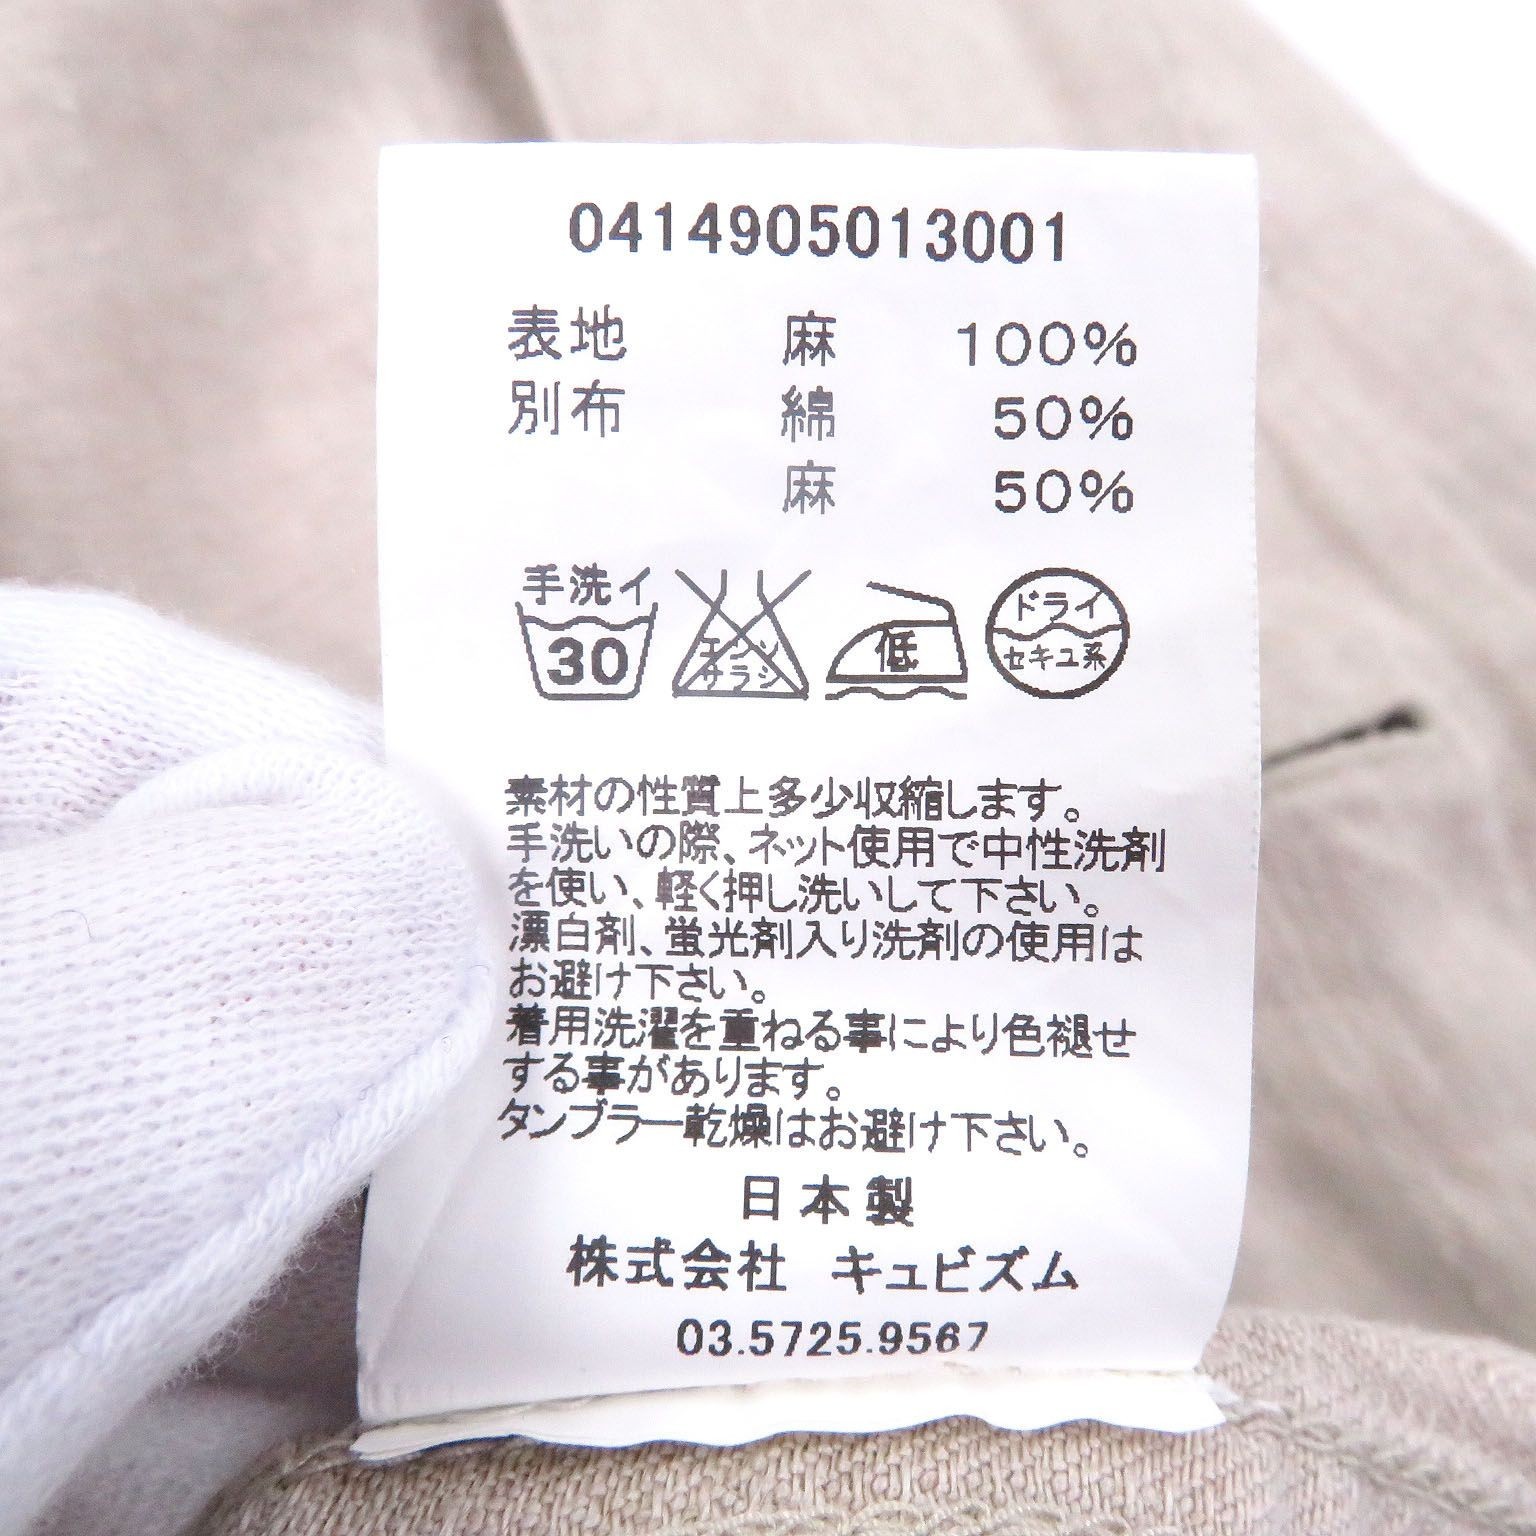 0414905013001
表地 麻 100%
別布 綿 50%
麻 50%
手洗イ
30
エンソ
サラシ
低
ドライ
セキユ系
素材の性質上多少収縮します。
手洗いの際、ネット使用で中性洗剤
を使い、軽く押し洗いして下さい。
漂白剤、蛍光剤入り洗剤の使用は
お避け下さい。
着用洗濯を重ねる事により色褪せ
する事があります。
タンブラー乾燥はお避け下さい。
日本製
株式会社 キュビズム
03.5725.9567